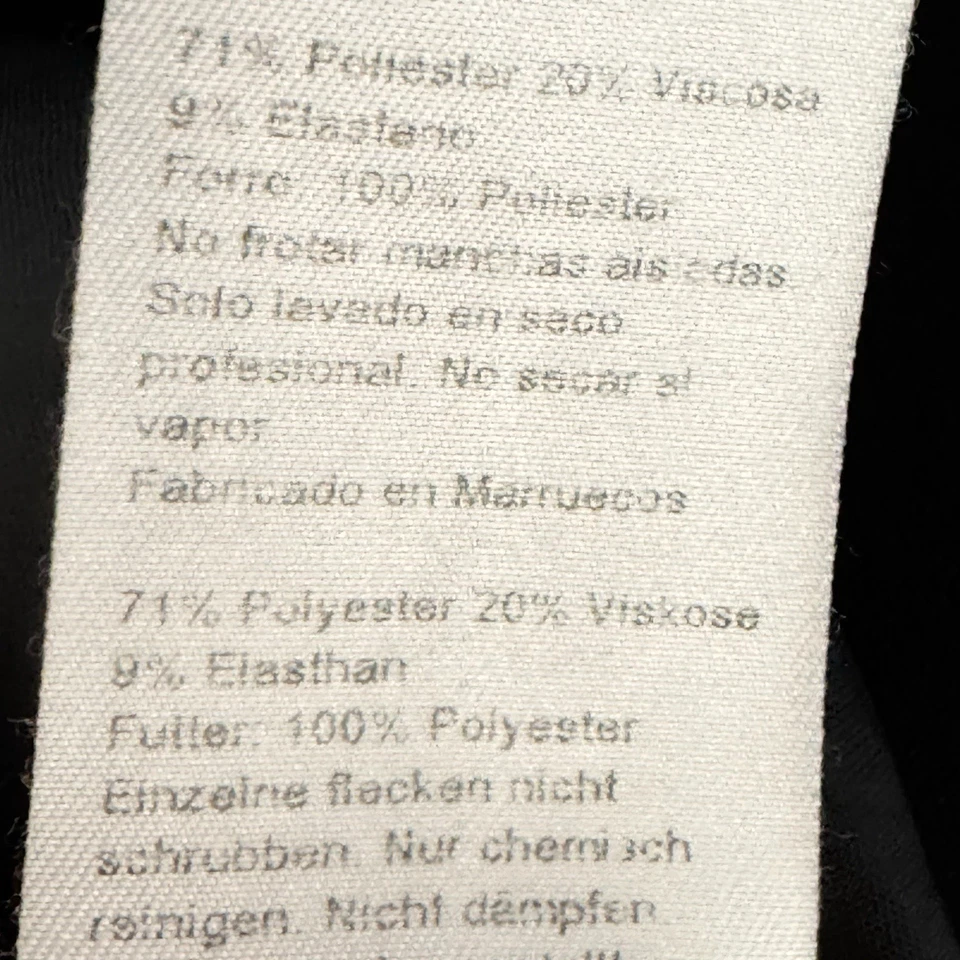 71% Poliester 20% Viscosa
9% Elastano
Forro: 100% Poliester
No frotar manchas aisladas
Solo lavado en seco
profesional. No secar al
vapor
Fabricado en Marruecos
71% Polyester 20% Viskose
9% Elasthan
Futter: 100% Polyester
Einzelne flecken nicht
schrubben. Nur chemisch
reinigen. Nicht dämpfen